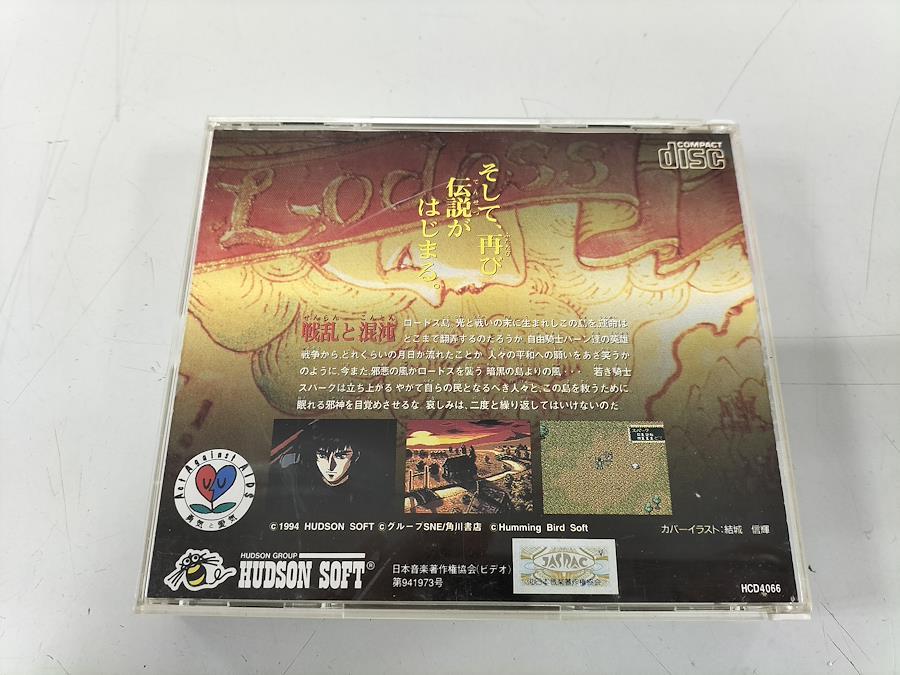 COMPACT
disc
Lodoss
そして、再び
伝説が
はじまる。
せんらん こんとん
戦乱と混沌 ロードス島 光と戦いの末に生まれしこの島を、運命は
どこまで翻弄するのだろうか 自由騎士パーン達の英雄
戦争から、どれくらいの月日が流れたことか 人々の平和への願いをあざ笑うか
のように、今また、邪悪の風がロードスを襲う 暗黒の島よりの風・・・ 若き騎士
スパークは立ち上がる やがて自らの民となるべき人々と、この島を救うために
眠れる邪神を目覚めさせるな 哀しみは、二度と繰り返してはいけないのだ
スパーク
Act Against AIDS
勇気と愛気
©1994 HUDSON SOFT ©グループSNE/角川書店 ©Humming Bird Soft
カバーイラスト:結城 信輝
HUDSON GROUP
HUDSON SOFT®
日本音楽著作権協会(ビデオ)
第941973号
JASRAC
HCD4066